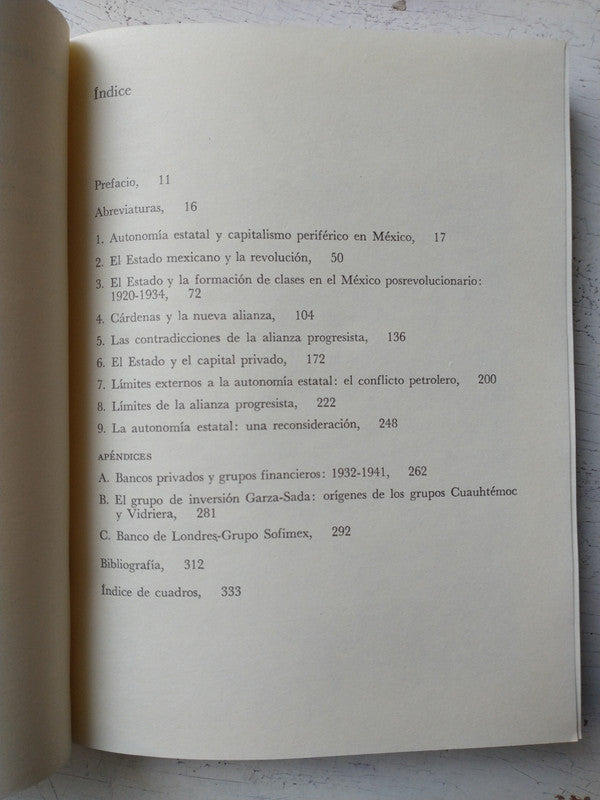 Índice
Prefacio, 11
Abreviaturas, 16
1. Autonomía estatal y capitalismo periférico en México, 17
2. El Estado mexicano y la revolución, 50
3. El Estado y la formación de clases en el México posrevolucionario:
1920-1934, 72
4. Cárdenas y la nueva alianza, 104
5. Las contradicciones de la alianza progresista, 136
6. El Estado y el capital privado, 172
7. Límites externos a la autonomía estatal: el conflicto petrolero, 200
8. Límites de la alianza progresista, 222
9. La autonomía estatal: una reconsideración, 248
APÉNDICES
A. Bancos privados y grupos financieros: 1932-1941, 262
B. El grupo de inversión Garza-Sada: orígenes de los grupos Cuauhtémoc
y Vidriera, 281
C. Banco de Londres-Grupo Sofimex, 292
Bibliografía, 312
Índice de cuadros, 333